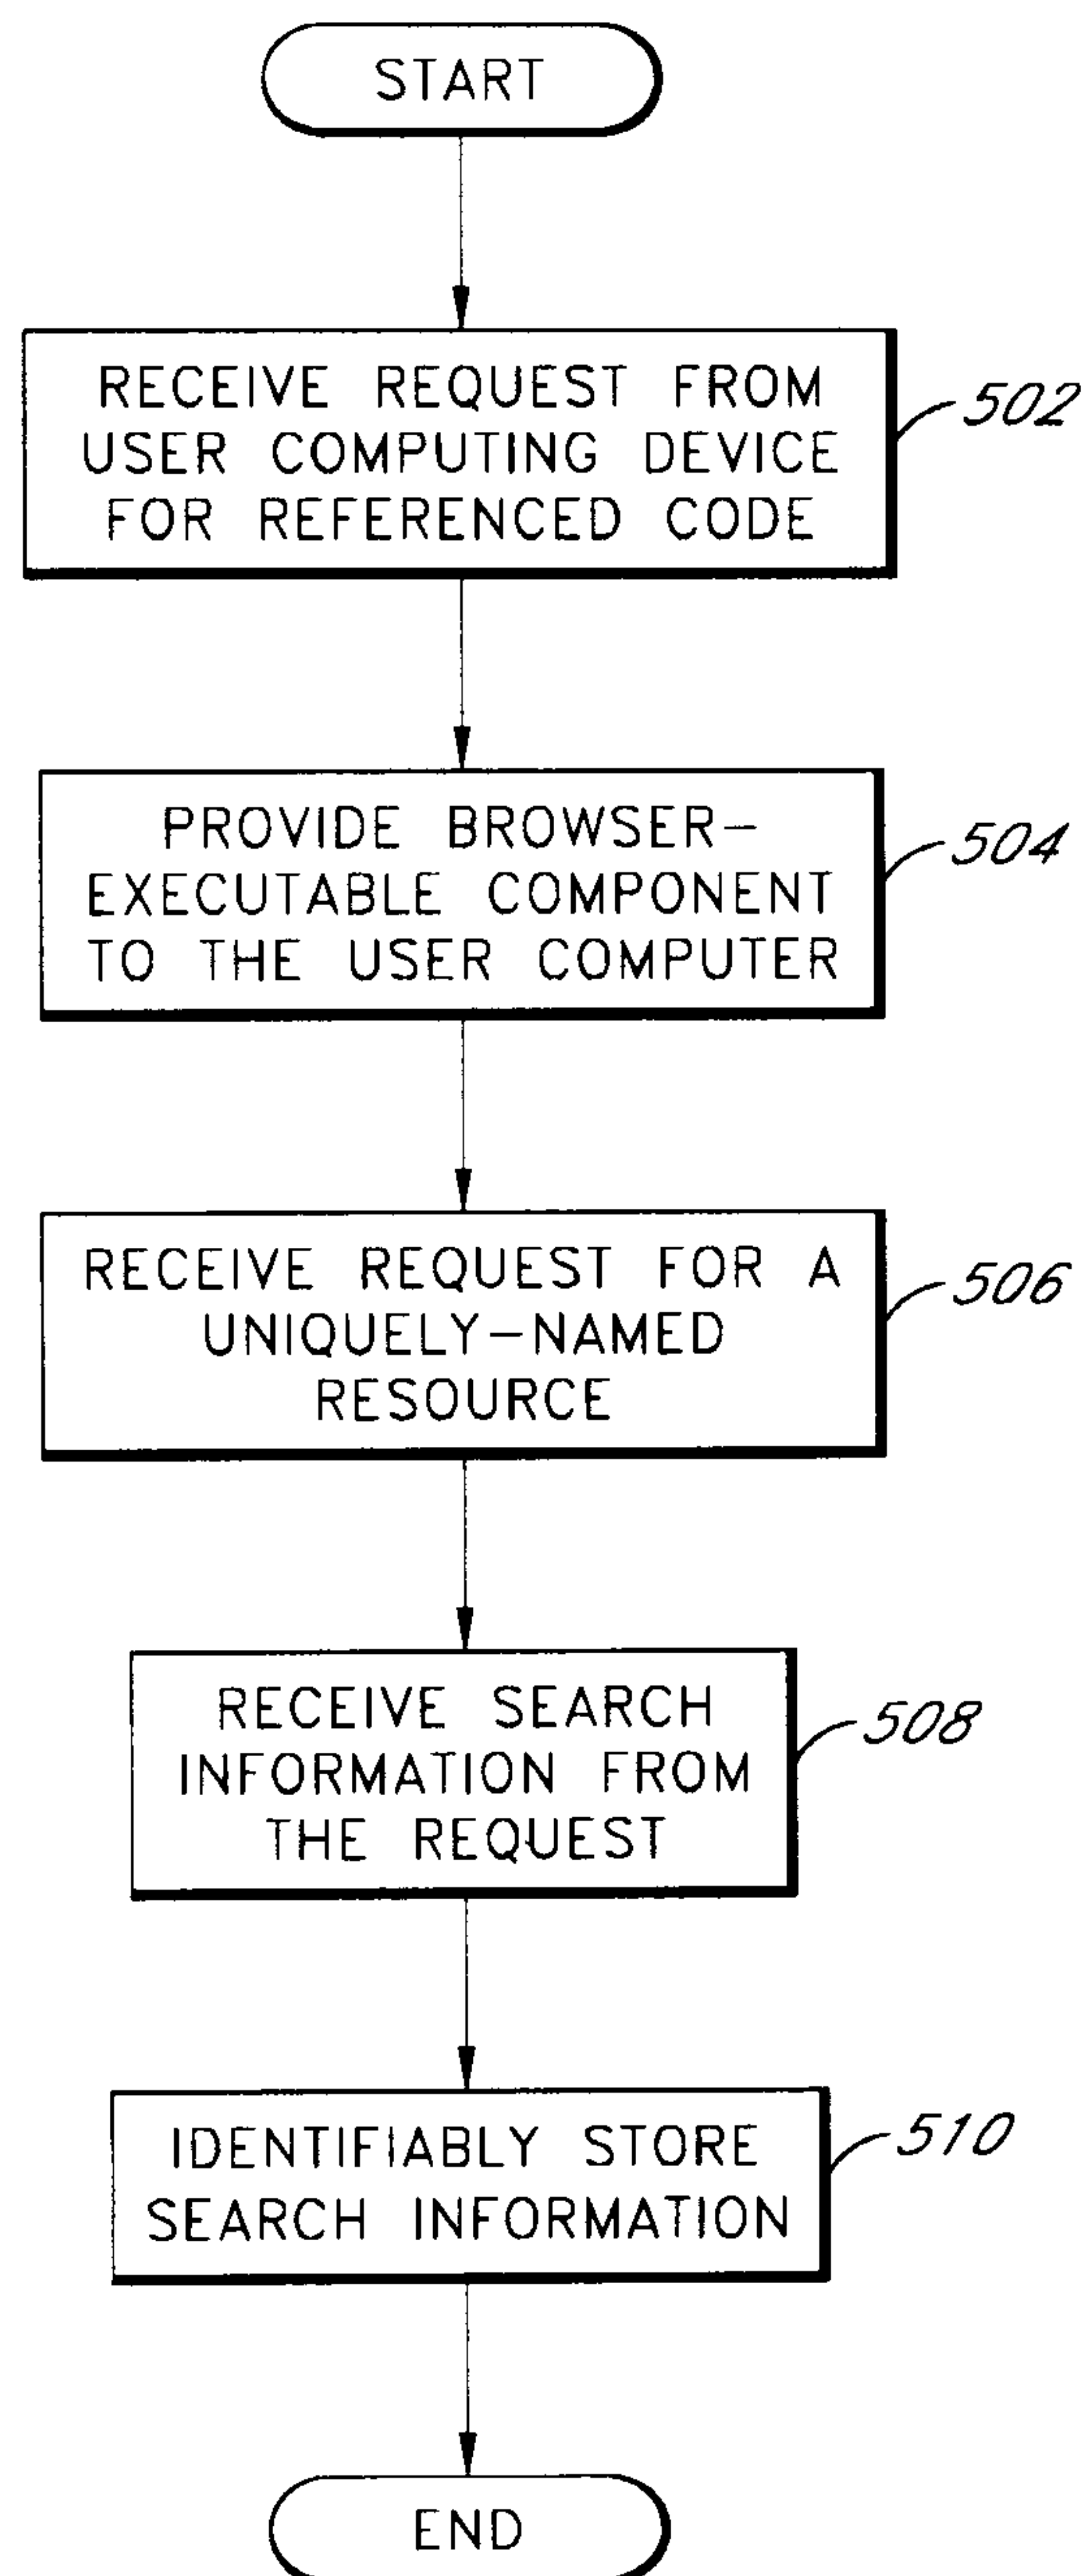 START
RECEIVE REQUEST FROM
USER COMPUTING DEVICE
FOR REFERENCED CODE
502
PROVIDE BROWSER-
EXECUTABLE COMPONENT
TO THE USER COMPUTER
504
RECEIVE REQUEST FOR A
UNIQUELY-NAMED
RESOURCE
506
RECEIVE SEARCH
INFORMATION FROM
THE REQUEST
508
IDENTIFIABLY STORE
SEARCH INFORMATION
510
END